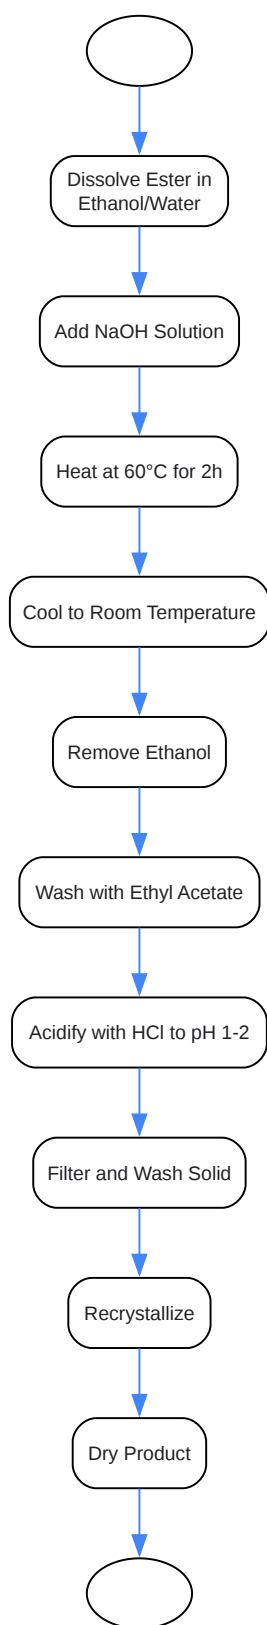 Dissolve Ester in
Ethanol/Water
Add NaOH Solution
Heat at 60°C for 2h
Cool to Room Temperature
Remove Ethanol
Wash with Ethyl Acetate
Acidify with HCl to pH 1-2
Filter and Wash Solid
Recrystallize
Dry Product